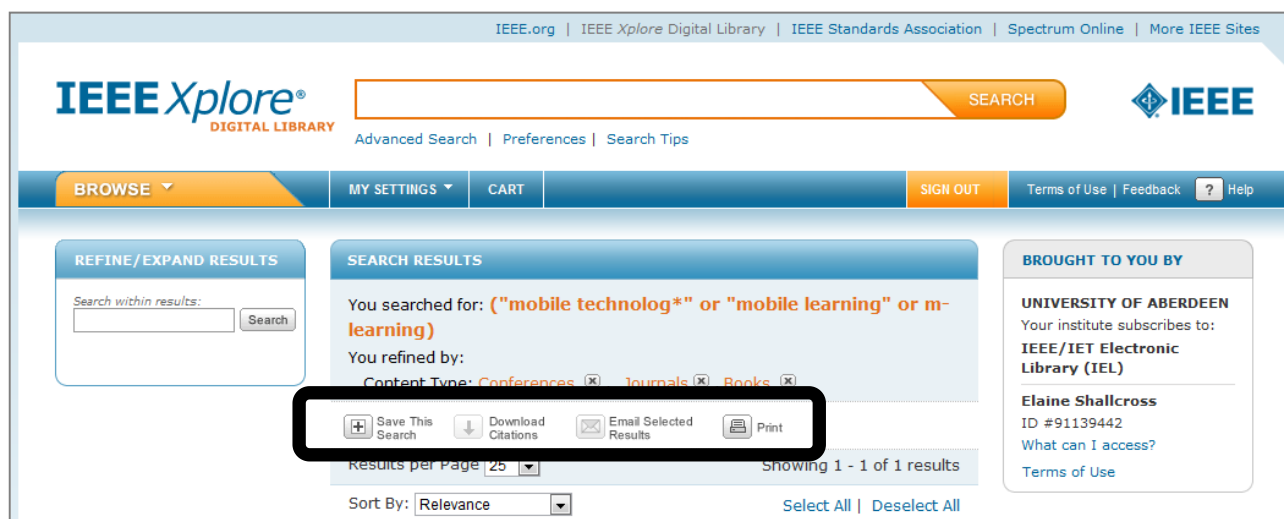 IEEE.org | IEEE Xplore Digital Library | IEEE Standards Association | Spectrum Online | More IEEE Sites
IEEE Xplore®
DIGITAL LIBRARY
SEARCH
IEEE
Advanced Search | Preferences | Search Tips
BROWSE
MY SETTINGS
CART
SIGN OUT
Terms of Use | Feedback ? Help
REFINE/EXPAND RESULTS
Search within results:
Search
SEARCH RESULTS
You searched for: ("mobile technolog*" or "mobile learning" or m-
learning)
You refined by:
Content Type: Conferences Journals Books
Save This
Search
Download
Citations
Email Selected
Results
Print
Results per Page 25
Showing 1 - 1 of 1 results
Sort By: Relevance
Select All | Deselect All
BROUGHT TO YOU BY
UNIVERSITY OF ABERDEEN
Your institute subscribes to:
IEEE/IET Electronic
Library (IEL)
Elaine Shallcross
ID #91139442
What can I access?
Terms of Use